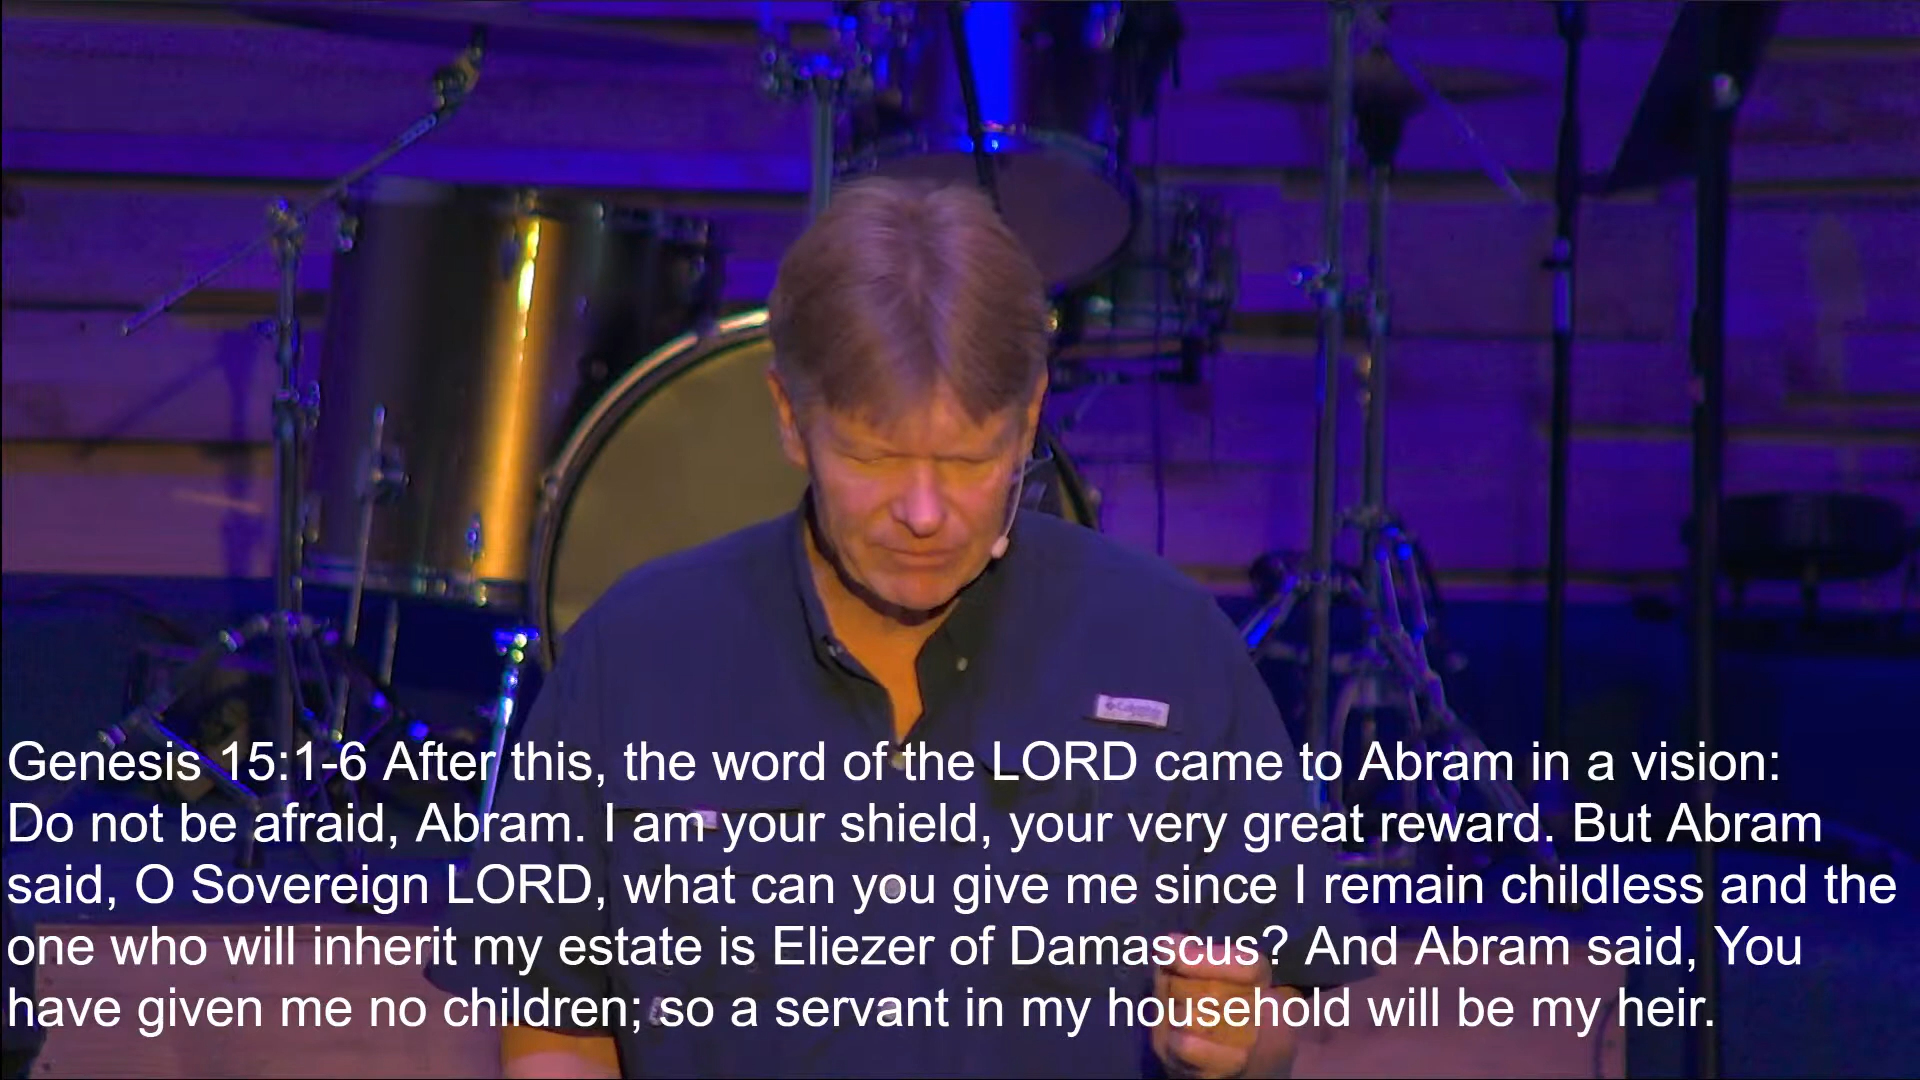 Columbia
Genesis 15:1-6 After this, the word of the LORD came to Abram in a vision:
Do not be afraid, Abram. I am your shield, your very great reward. But Abram
said, O Sovereign LORD, what can you give me since I remain childless and the
one who will inherit my estate is Eliezer of Damascus? And Abram said, You
have given me no children; so a servant in my household will be my heir.